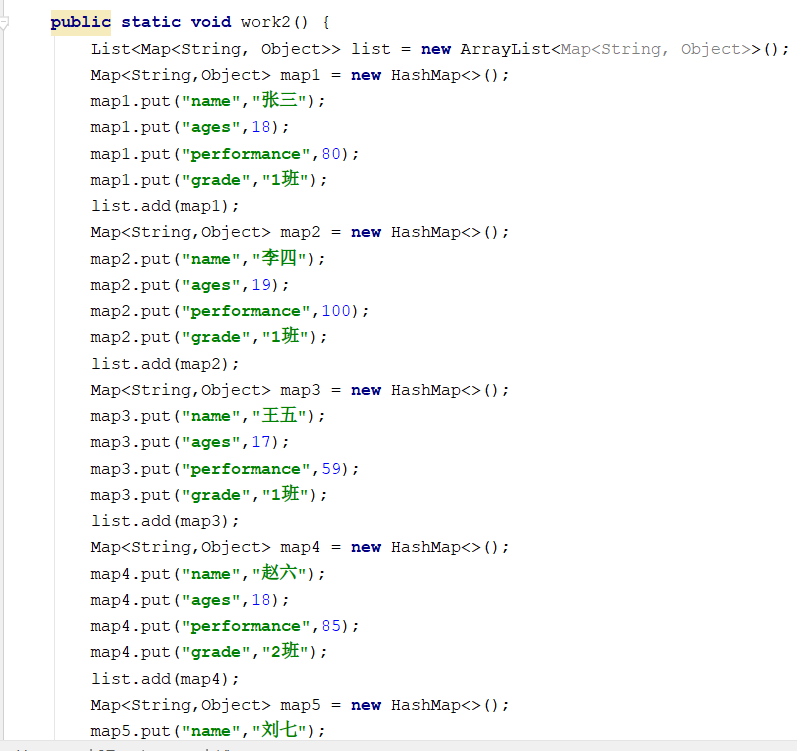 public static void work2() {
List<Map<String, Object>> list = new ArrayList<Map<String, Object>>();
Map<String,Object> map1 = new HashMap<>();
map1.put("name","张三");
map1.put("ages",18);
map1.put("performance",80);
map1.put("grade","1班");
list.add(map1);
Map<String,Object> map2 = new HashMap<>();
map2.put("name","李四");
map2.put("ages",19);
map2.put("performance",100);
map2.put("grade","1班");
list.add(map2);
Map<String,Object> map3 = new HashMap<>();
map3.put("name","王五");
map3.put("ages",17);
map3.put("performance",59);
map3.put("grade","1班");
list.add(map3);
Map<String,Object> map4 = new HashMap<>();
map4.put("name","赵六");
map4.put("ages",18);
map4.put("performance",85);
map4.put("grade","2班");
list.add(map4);
Map<String,Object> map5 = new HashMap<>();
map5.put("name","刘七");